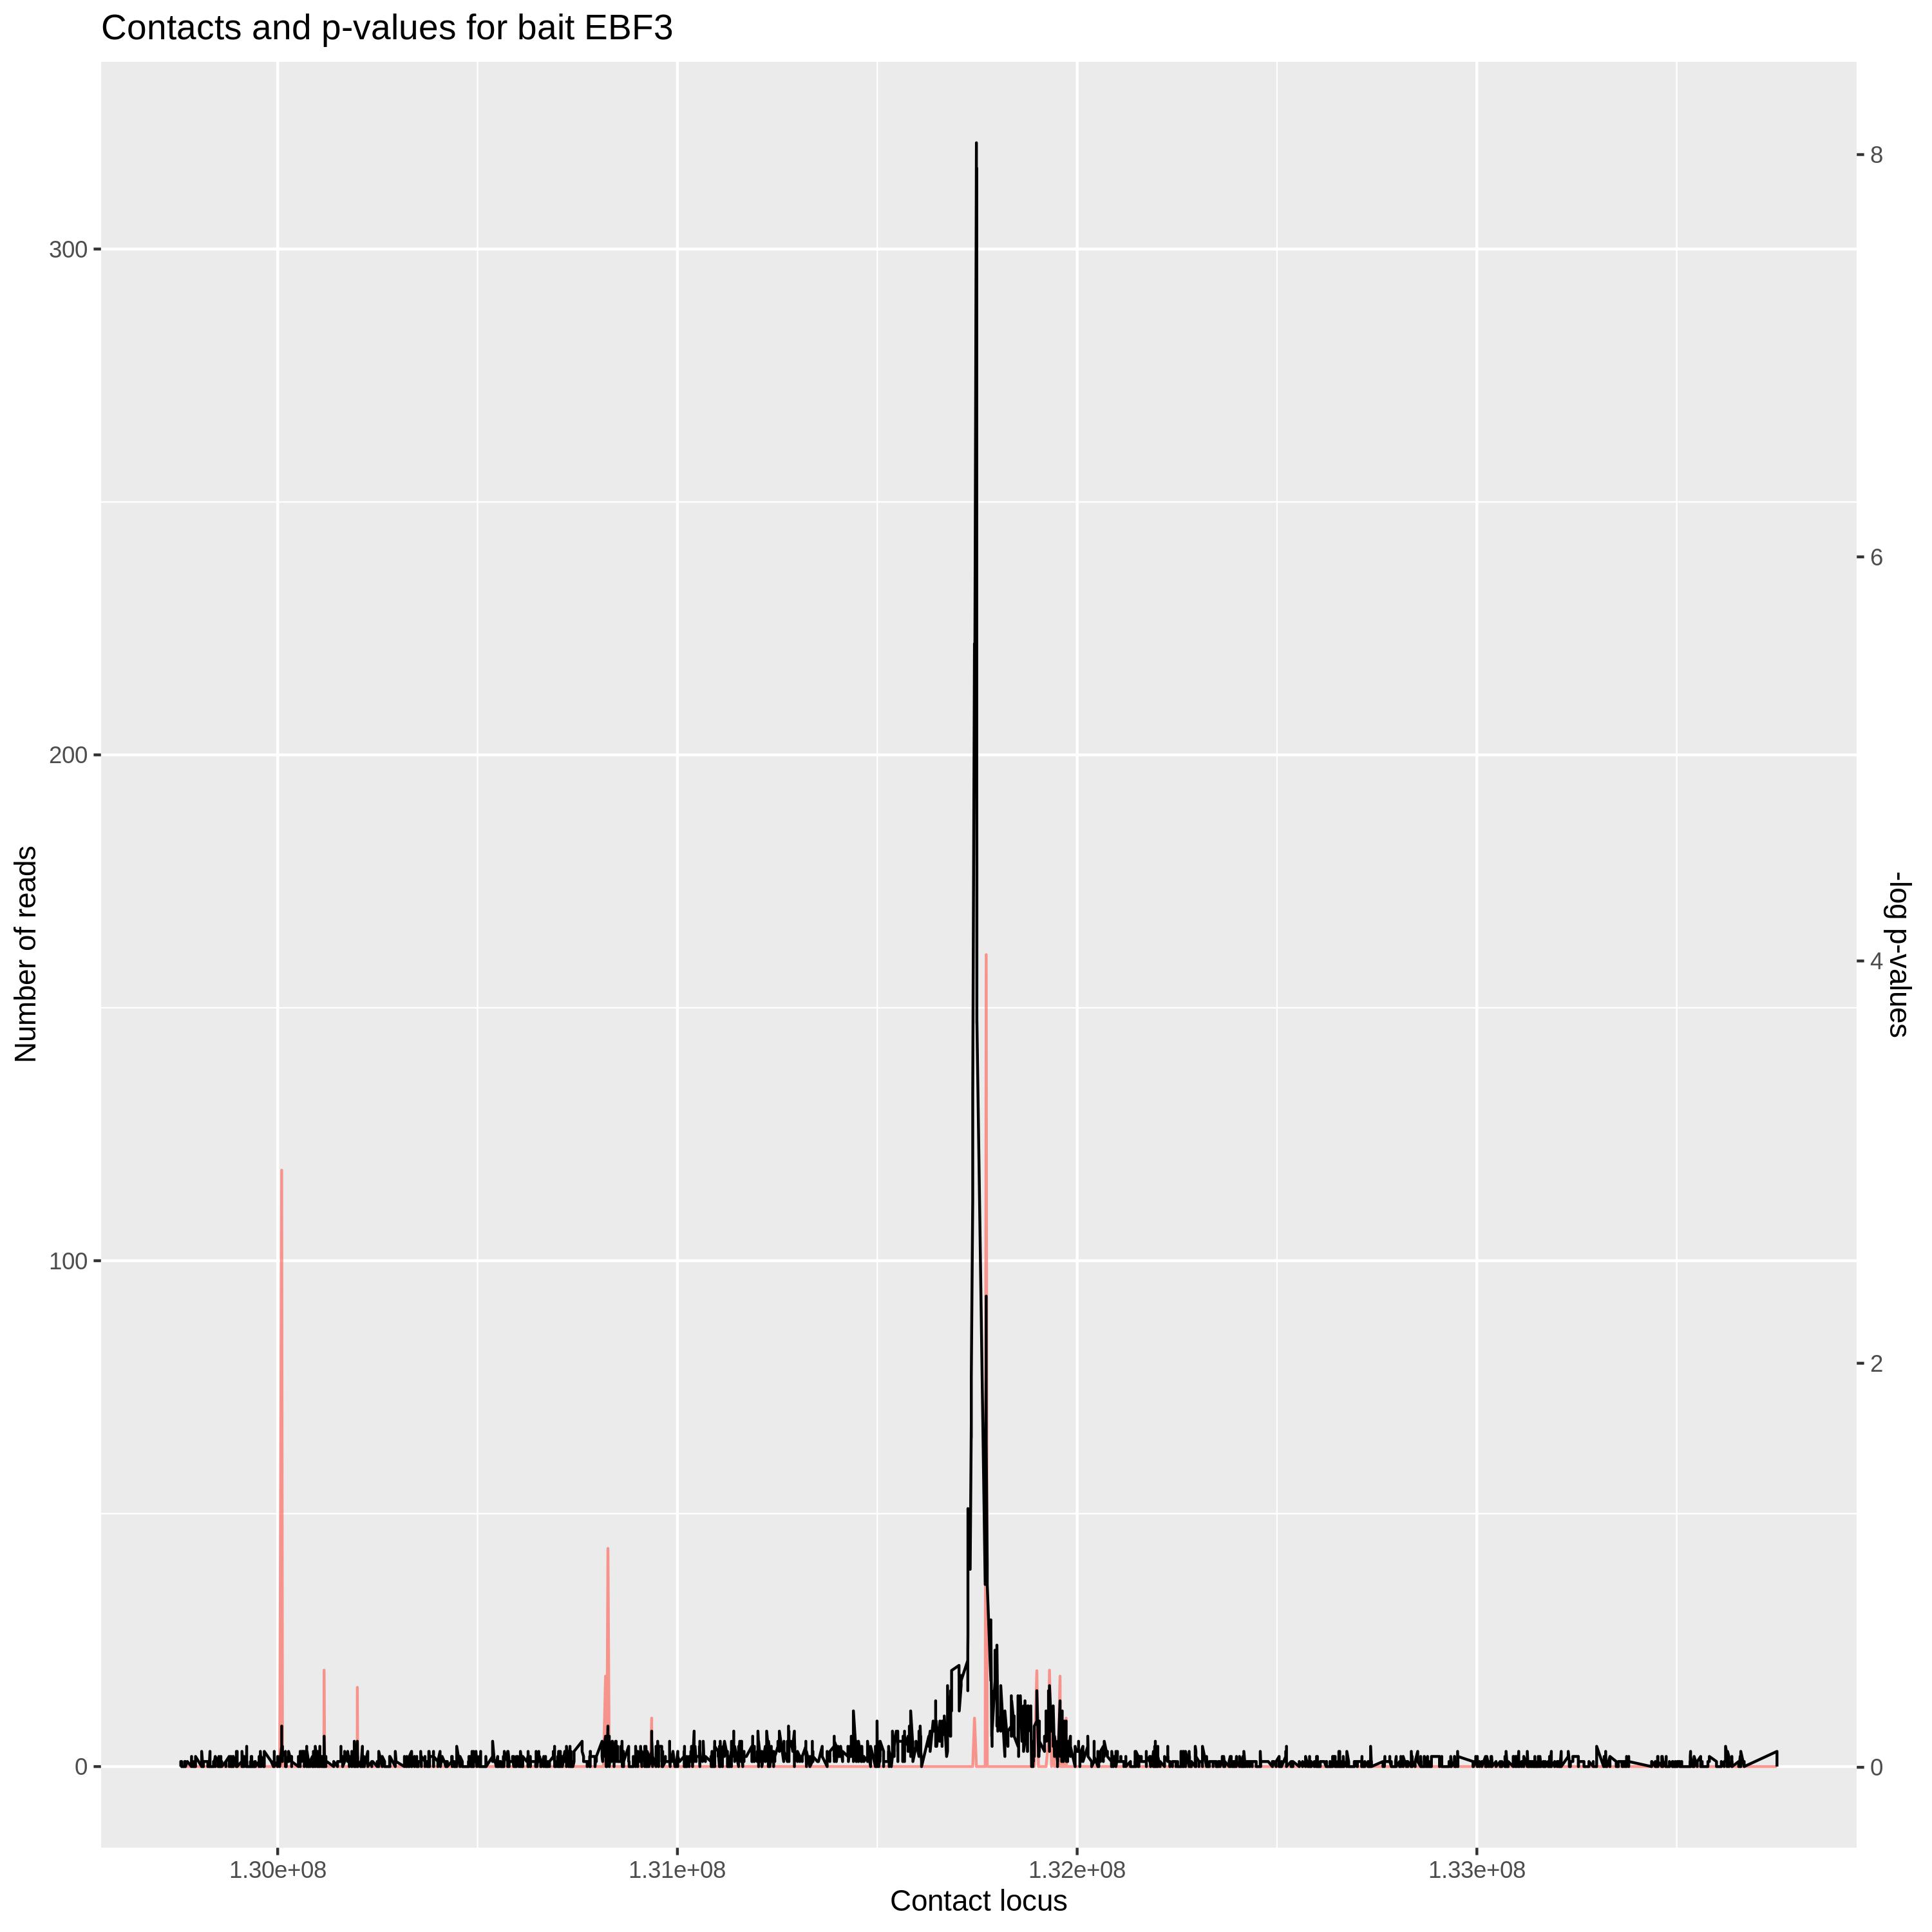 Contacts and p-values for bait EBF3
300
200
100
0
Number of reads
8
6
4
2
0
-log p-values
1.30e+08
1.31e+08
1.32e+08
1.33e+08
Contact locus